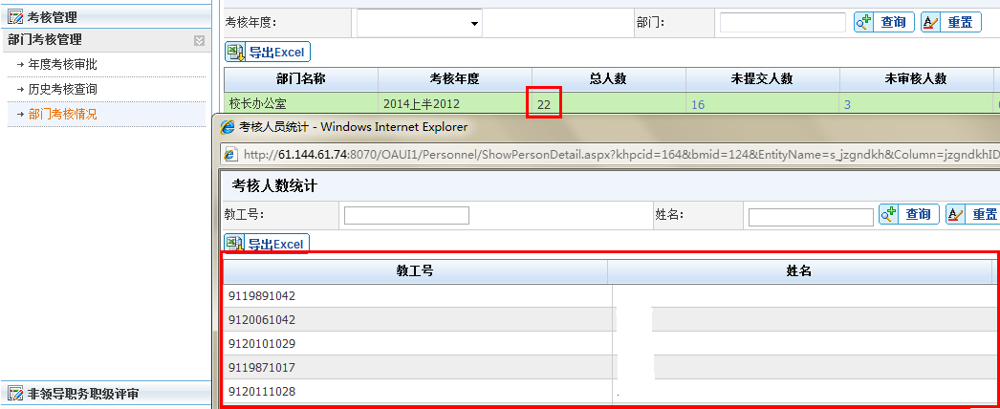 考核管理
部门考核管理
年度考核审批
历史考核查询
部门考核情况
非领导职务职级评审
考核年度: 部门: 查询 重置
导出Excel
部门名称 考核年度 总人数 未提交人数 未审核人数
校长办公室 2014上半2012 22 16 3
考核人员统计 - Windows Internet Explorer
http://61.144.61.74:8070/OAUI1/Personnel/ShowPersonDetail.aspx?khpcid=164&bmid=124&EntityName=s_jzgndkh&Column=jzgndkhID
考核人数统计
教工号: 姓名: 查询 重置
导出Excel
教工号 姓名
9119891042
9120061042
9120101029
9119871017
9120111028